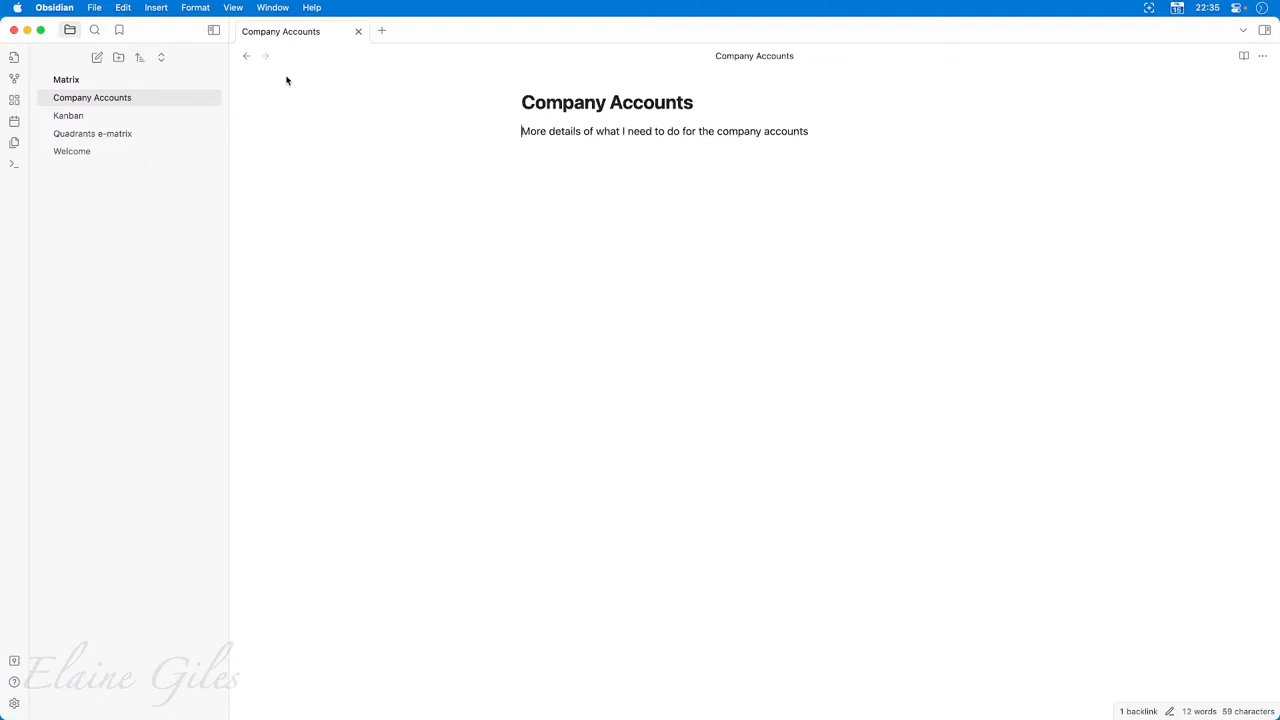 Obsidian File Edit Insert Format View Window Help 15 22:35
Company Accounts
Company Accounts
Matrix
Company Accounts
Kanban
Quadrants e-matrix
Welcome
Company Accounts
More details of what I need to do for the company accounts
Elaine Giles
1 backlink 12 words 59 characters